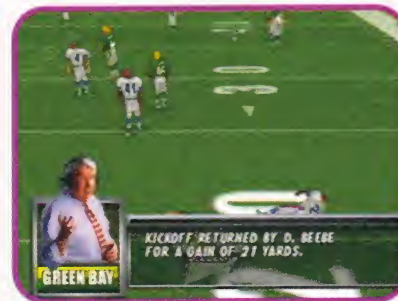 KICKOFF RETURNED BY D. BEEBE
FOR A GAIN OF 21 YARDS.
GREEN BAY